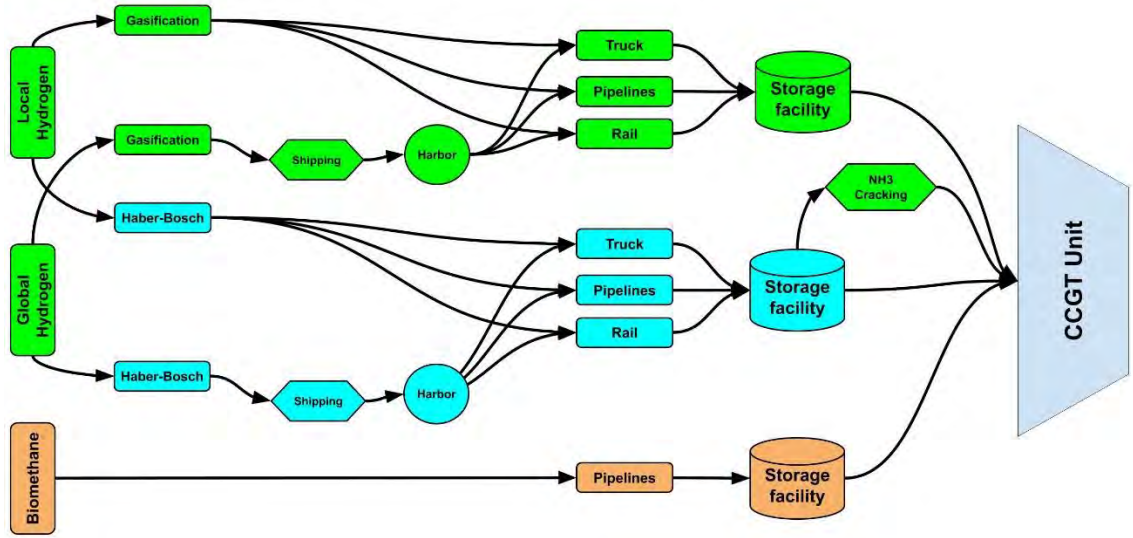 Gasification
Truck
Local
Hydrogen
Pipelines
Storage
facility
Gasification
Shipping
Harbor
Rail
NH3
Cracking
Haber-Bosch
Truck
Global
Hydrogen
Pipelines
Storage
facility
Rail
CCGT Unit
Haber-Bosch
Shipping
Harbor
Biomethane
Pipelines
Storage
facility